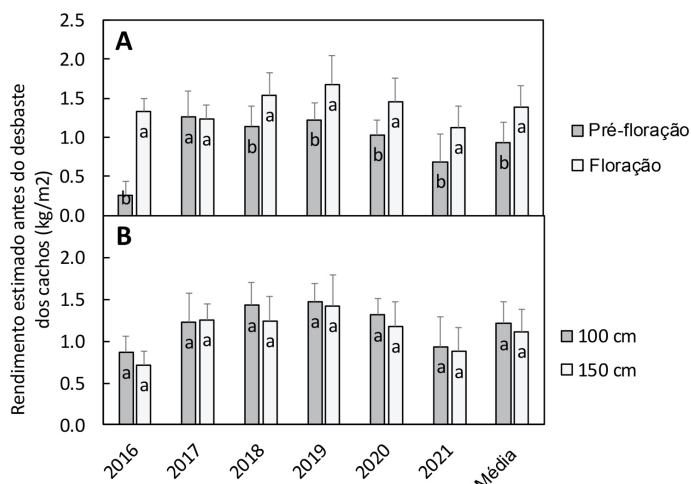 Rendimento estimado antes do desbaste
dos cachos (kg/m2)
A
2.5
2.0
1.5
1.0
0.5
0.0
b a a a b a b a b a b a b a
Pré-floração
Floração
B
2.0
1.5
1.0
0.5
0.0
a a a a a a a a a a a a a a
100 cm
150 cm
2016 2017 2018 2019 2020 2021 Média